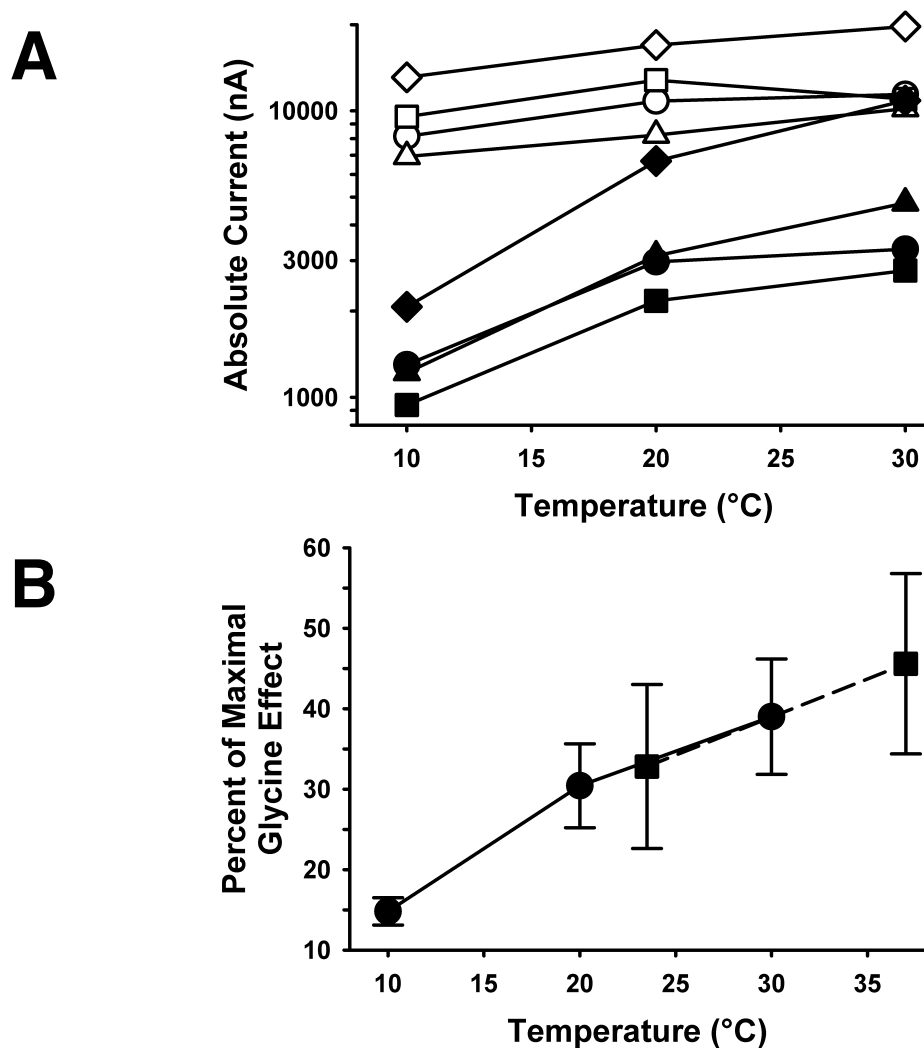 A
Absolute Current (nA)
10000
3000
1000
10 15 20 25 30
Temperature (°C)
B
Percent of Maximal
Glycine Effect
60
50
40
30
20
10
10 15 20 25 30 35
Temperature (°C)